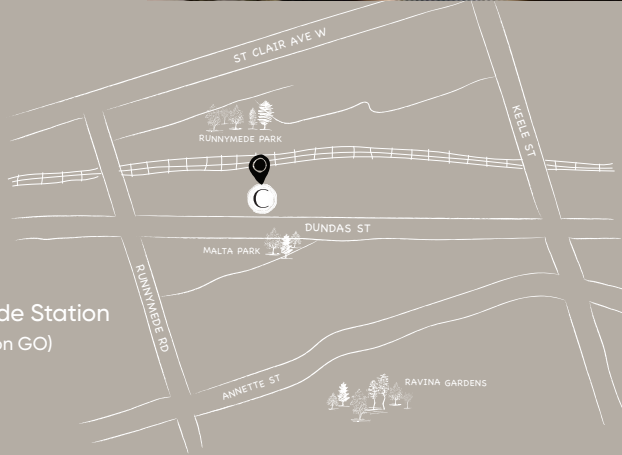 ST CLAIR AVE W
KEELE ST
RUNNYMEDE PARK
C
DUNDAS ST
MALTA PARK
RUNNYMEDE RD
de Station
on GO)
ANNETTE ST
RAVINA GARDENS